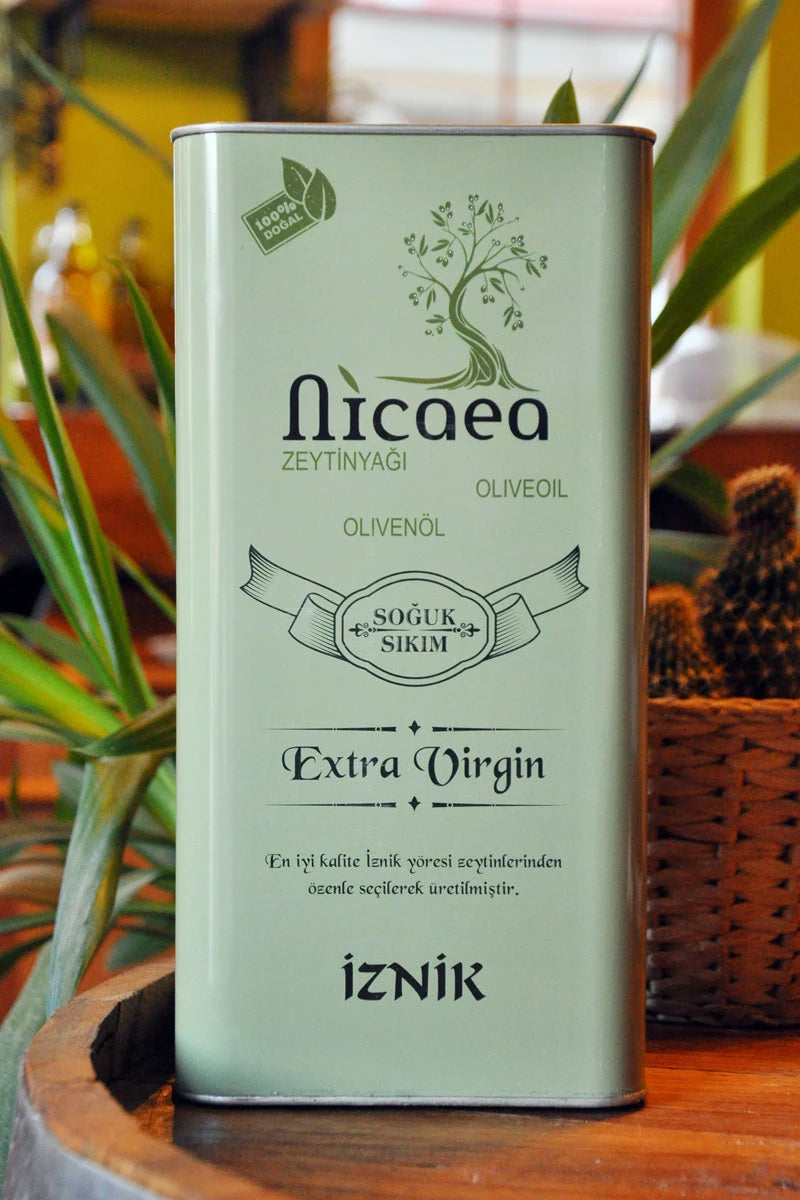 100%
DOĞAL
Nicaea
ZEYTİNYAĞI
OLIVEOIL
OLIVENÖL
SOĞUK
SIKIM
Extra Virgin
En iyi kalite İznik yöresi zeytinlerinden
özenle seçilerek üretilmiştir.
İZNİK